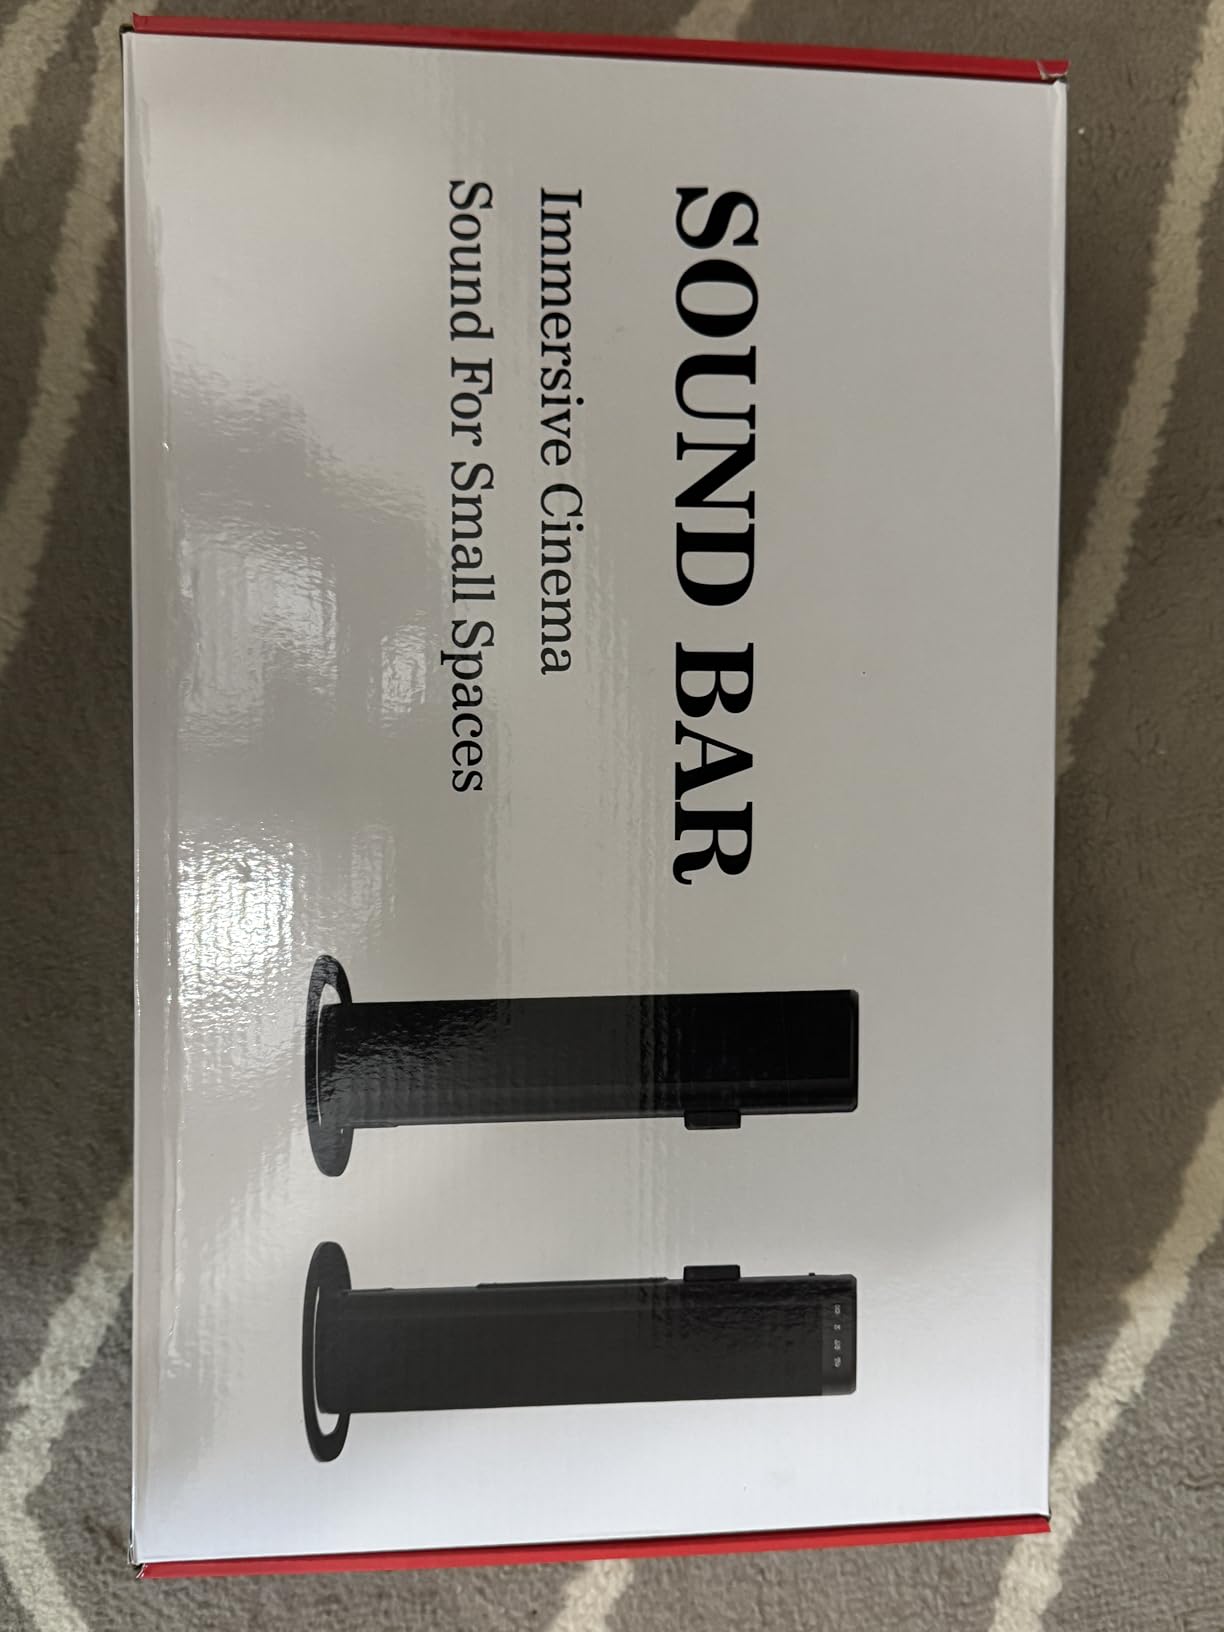 SOUND BAR
Immersive Cinema
Sound For Small Spaces